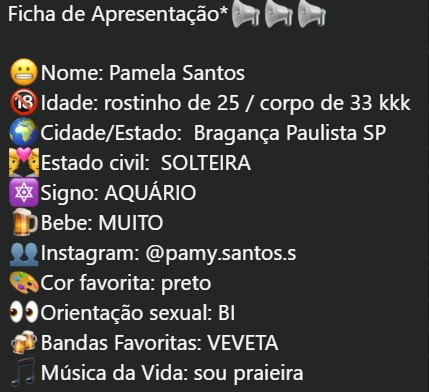 Ficha de Apresentação*📢📢📢
😬Nome: Pamela Santos
🔞Idade: rostinho de 25 / corpo de 33 kkk
🌍Cidade/Estado:  Bragança Paulista SP
💑Estado civil:  SOLTEIRA
🔯Signo: AQUÁRIO
🍺Bebe: MUITO
👥Instagram: @pamy.santos.s
🎨Cor favorita: preto
👀Orientação sexual: BI
🍻Bandas Favoritas: VEVETA
🎵Música da Vida: sou praieira